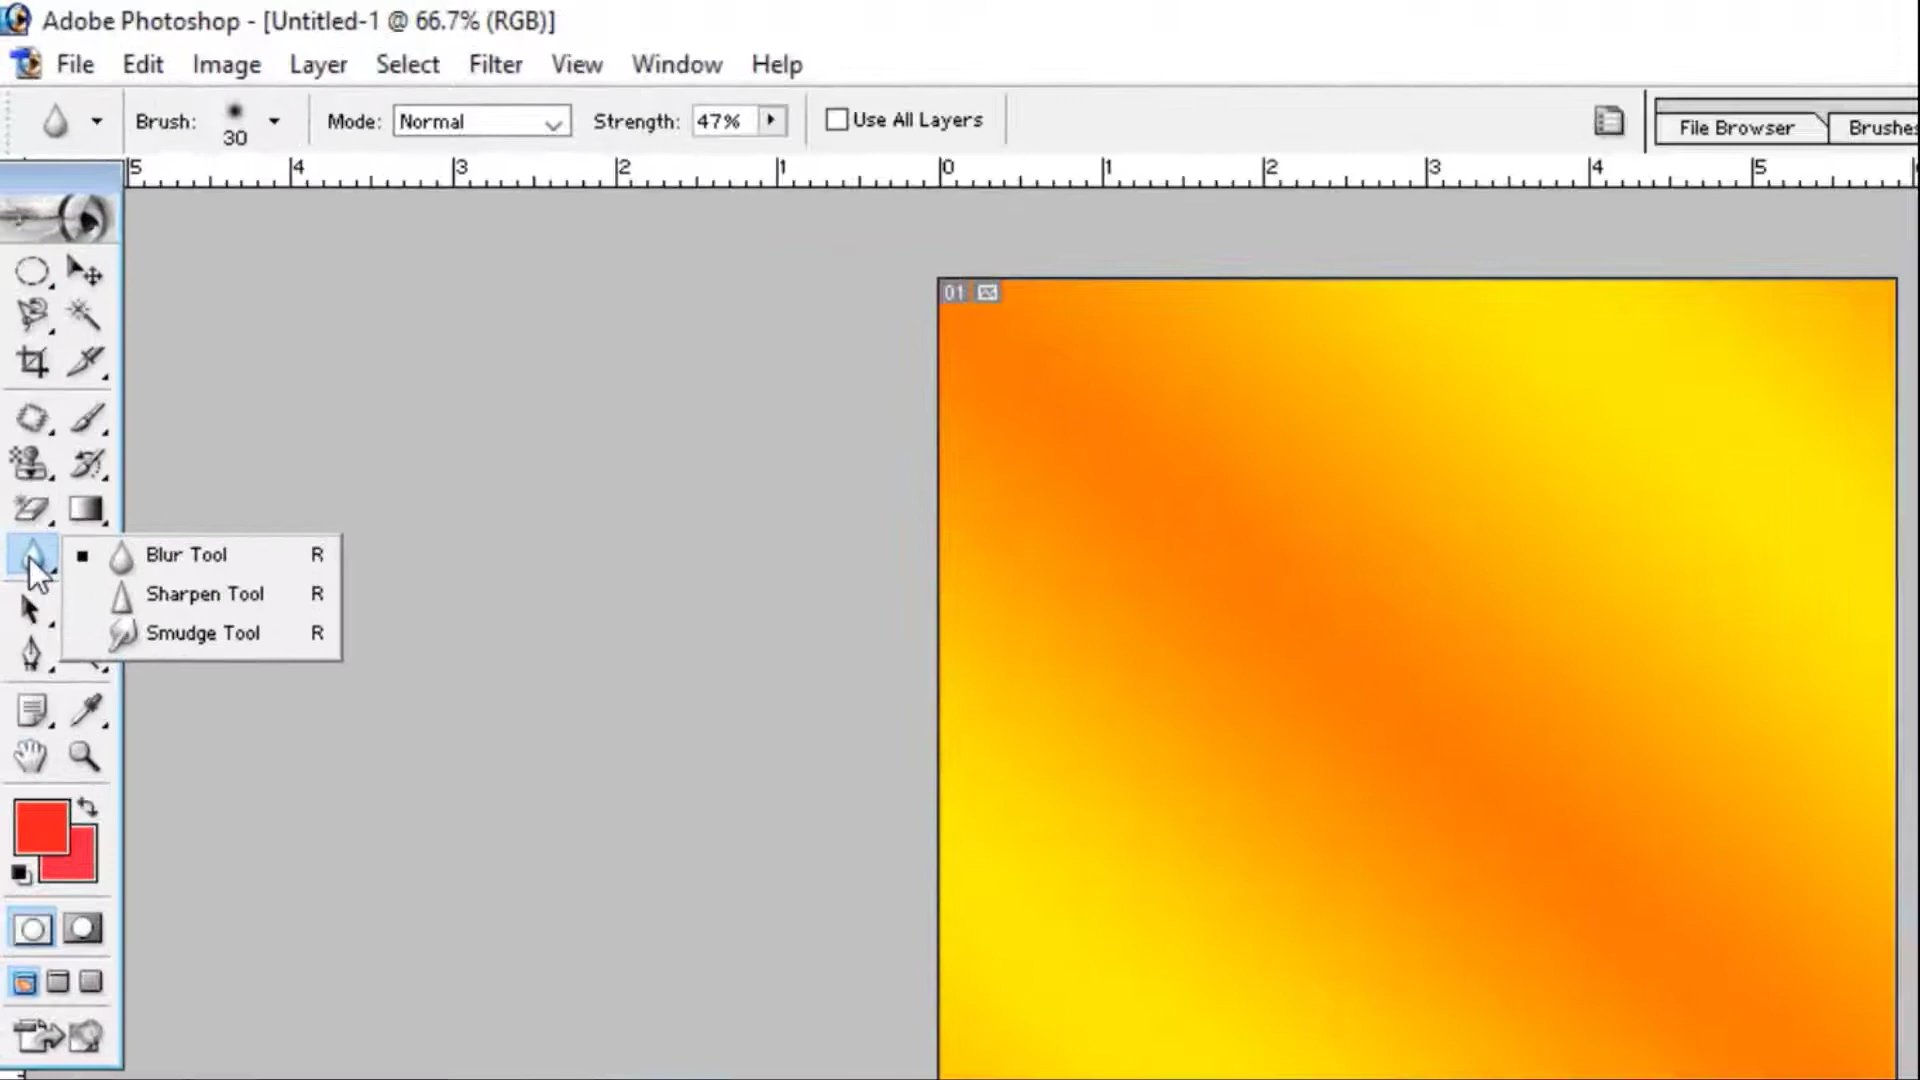 Adobe Photoshop - [Untitled-1 @ 66.7% (RGB)]
File Edit Image Layer Select Filter View Window Help
Brush: 30 Mode: Normal Strength: 47% Use All Layers File Browser Brushes
5 4 3 2 1 0 1 2 3 4 5
01
Blur Tool R
Sharpen Tool R
Smudge Tool R